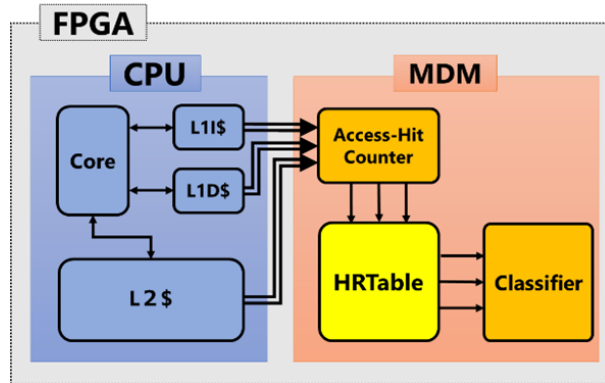 FPGA
CPU
MDM
L1I$
Access-Hit
Counter
Core
L1D$
HRTable
Classifier
L2$